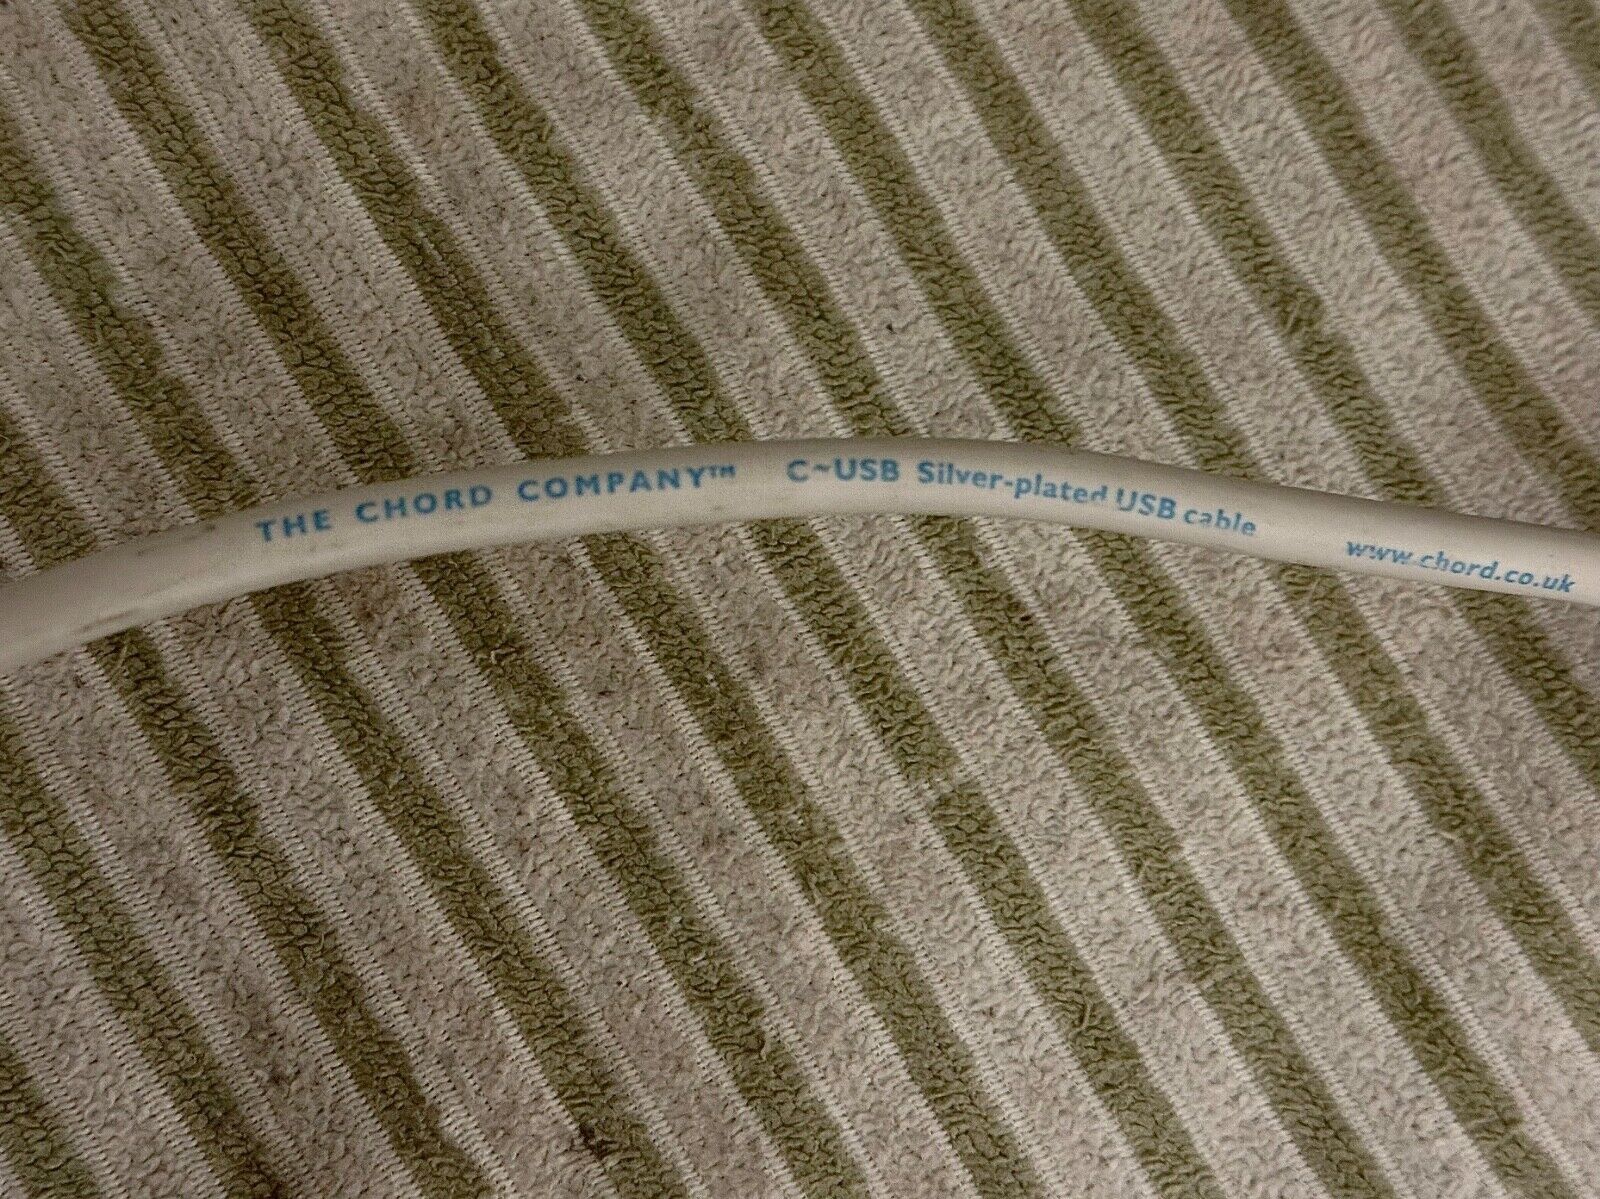 THE CHORD COMPANY™ C~USB Silver-plated USB cable www.chord.co.uk